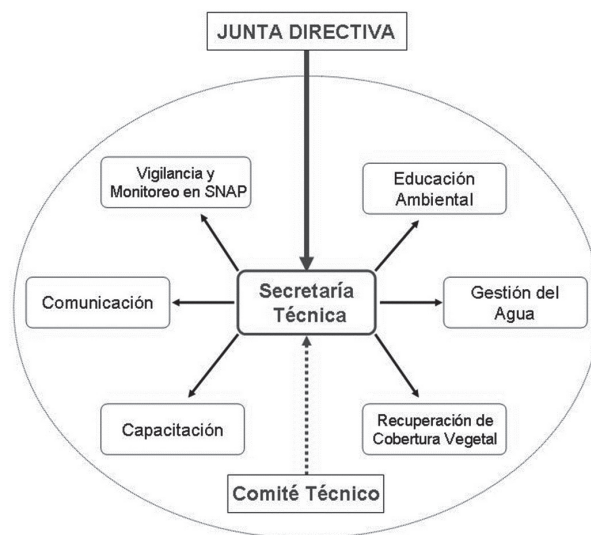 JUNTA DIRECTIVA
Vigilancia y
Monitoreo en SNAP
Educación
Ambiental
Comunicación
Secretaría
Técnica
Gestión del
Agua
Capacitación
Recuperación de
Cobertura Vegetal
Comité Técnico